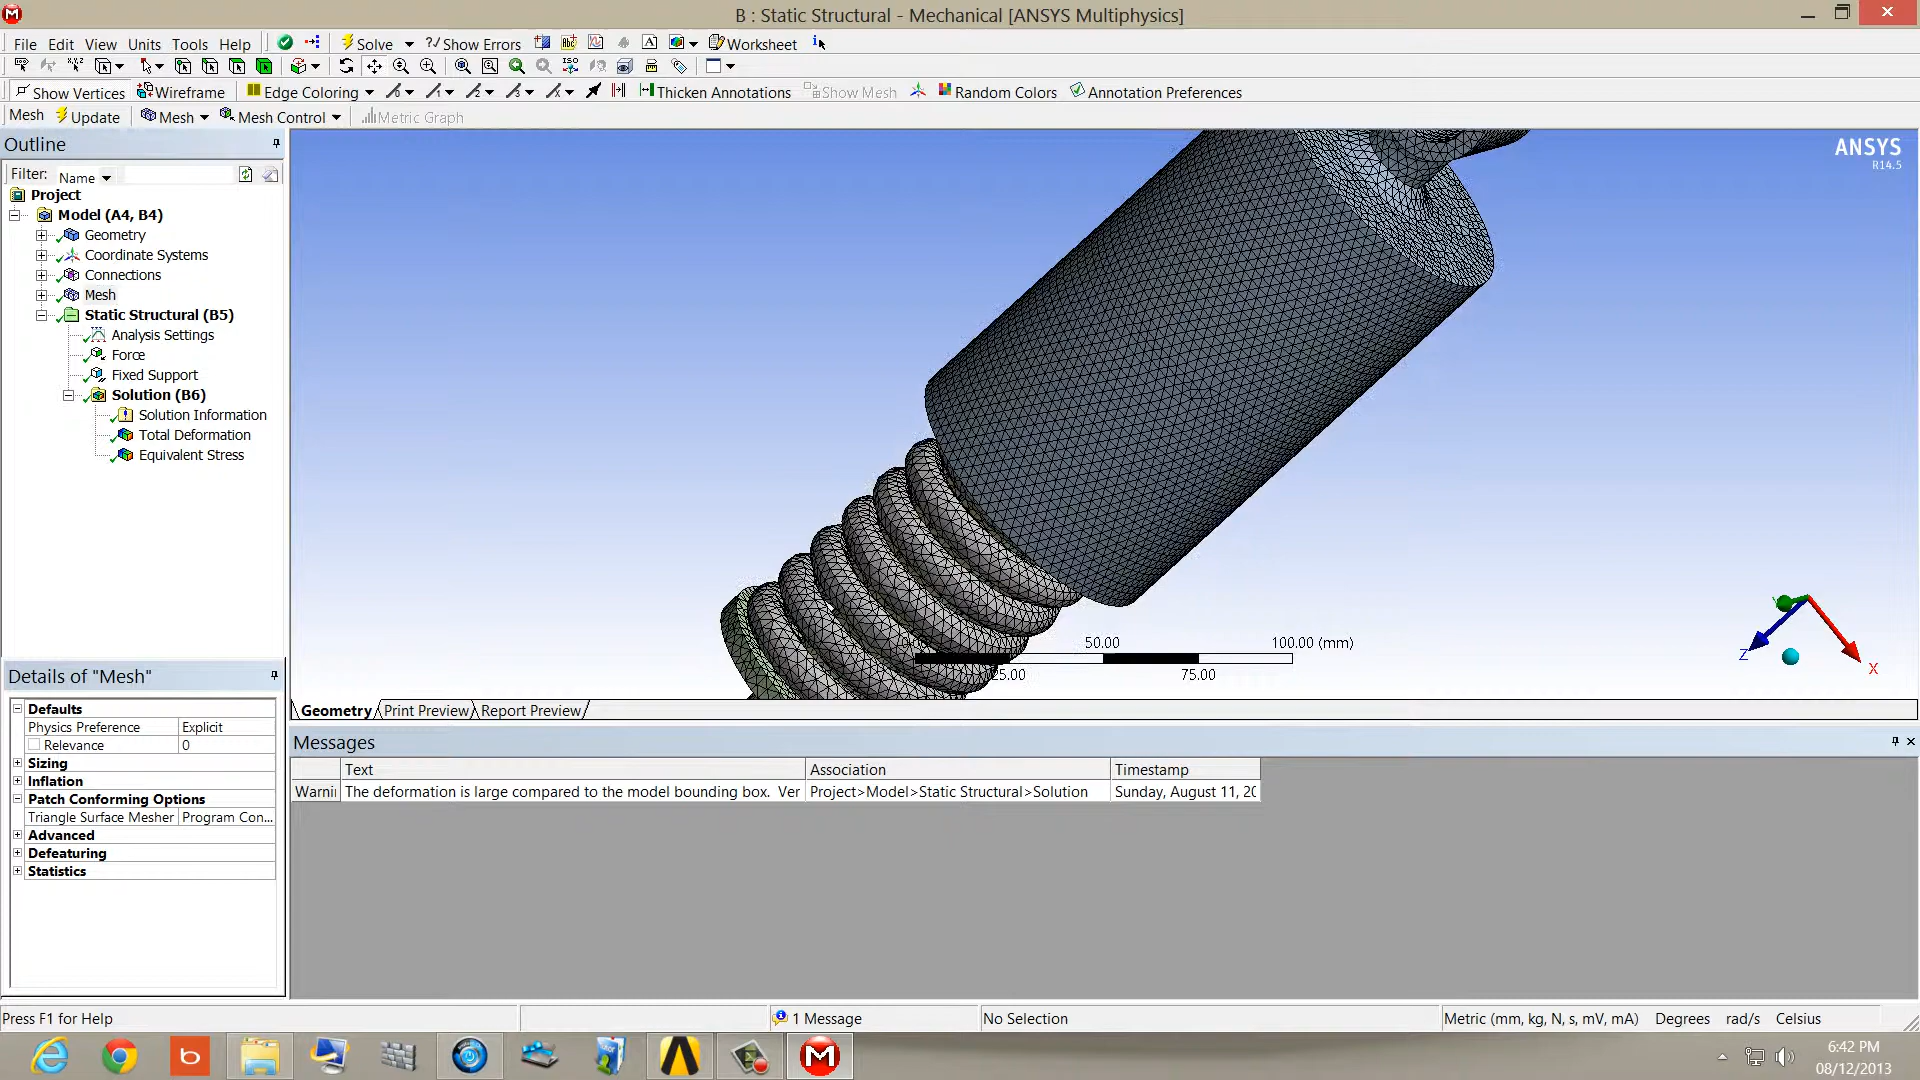 B : Static Structural - Mechanical [ANSYS Multiphysics]
File Edit View Units Tools Help Solve ?/ Show Errors Worksheet
Show Vertices Wireframe Edge Coloring Thicken Annotations Show Mesh Random Colors Annotation Preferences
Mesh Update Mesh Mesh Control Metric Graph
Outline
Filter: Name
Project
Model (A4, B4)
Geometry
Coordinate Systems
Connections
Mesh
Static Structural (B5)
Analysis Settings
Force
Fixed Support
Solution (B6)
Solution Information
Total Deformation
Equivalent Stress
ANSYS
R14.5
50.00 100.00 (mm)
25.00 75.00
Z X
Details of "Mesh"
Defaults
Physics Preference Explicit
Relevance 0
Sizing
Inflation
Patch Conforming Options
Triangle Surface Mesher Program Con...
Advanced
Defeaturing
Statistics
Geometry Print Preview Report Preview
Messages
Text Association Timestamp
Warnin The deformation is large compared to the model bounding box. Ver Project>Model>Static Structural>Solution Sunday, August 11, 20
Press F1 for Help 1 Message No Selection Metric (mm, kg, N, s, mV, mA) Degrees rad/s Celsius
6:42 PM
08/12/2013